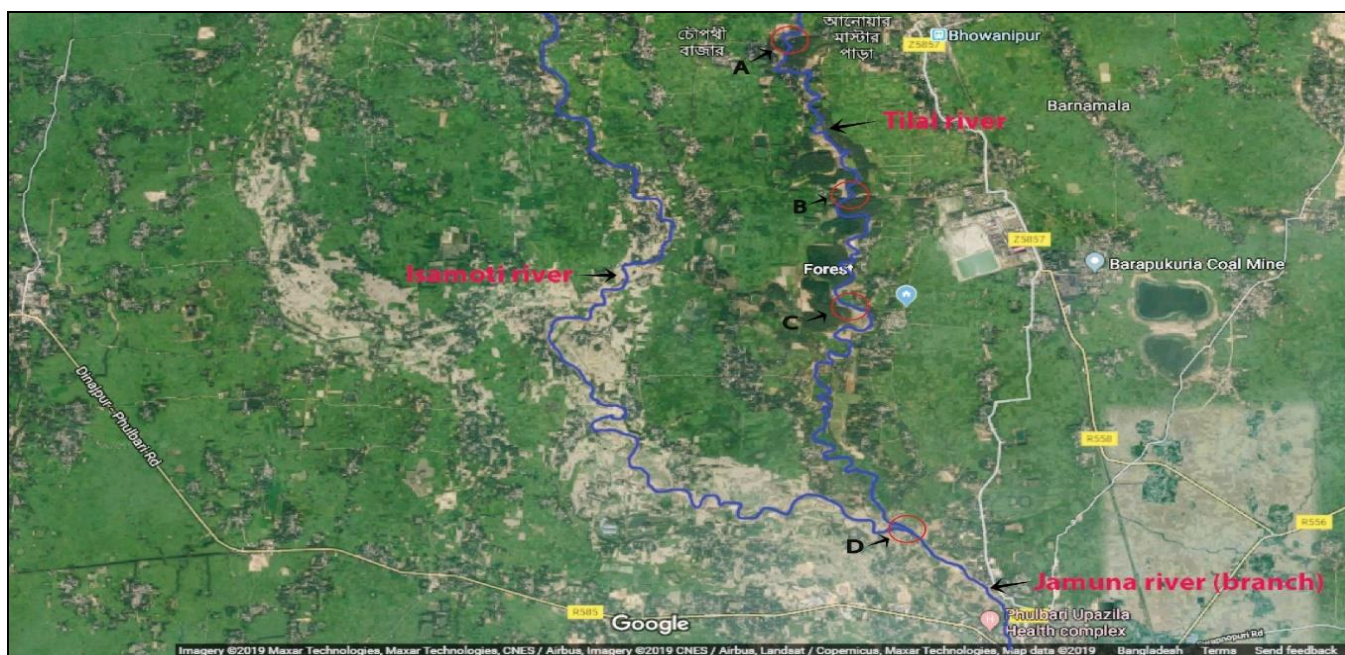 চৌপথী
বাজার
আনোয়ার
মাস্টার
পাড়া
Z5857
Bhowanipur
A
Barnamala
Tilai river
B
Z5857
Isamoti river
Forest
Barapukuria Coal Mine
C
Dinajpur - Phulbari Rd
R558
R556
D
Jamuna river (branch)
R585
Google
Phulbari Upazila
Health complex
Imagery ©2019 Maxar Technologies, Maxar Technologies, CNES / Airbus, Imagery ©2019 CNES / Airbus, Landsat / Copernicus, Maxar Technologies, Map data ©2019 Bangladesh Terms Send feedback